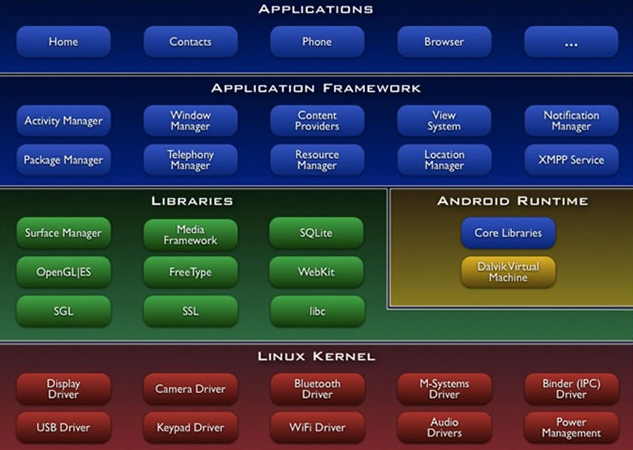 APPLICATIONS
Home
Contacts
Phone
Browser
...
APPLICATION FRAMEWORK
Activity Manager
Window
Manager
Content
Providers
View
System
Notification
Manager
Package Manager
Telephony
Manager
Resource
Manager
Location
Manager
XMPP Service
LIBRARIES
Surface Manager
Media
Framework
SQLite
OpenGL|ES
FreeType
WebKit
SGL
SSL
libc
ANDROID RUNTIME
Core Libraries
Dalvik Virtual
Machine
LINUX KERNEL
Display
Driver
Camera Driver
Bluetooth
Driver
M-Systems
Driver
Binder (IPC)
Driver
USB Driver
Keypad Driver
WiFi Driver
Audio
Drivers
Power
Management